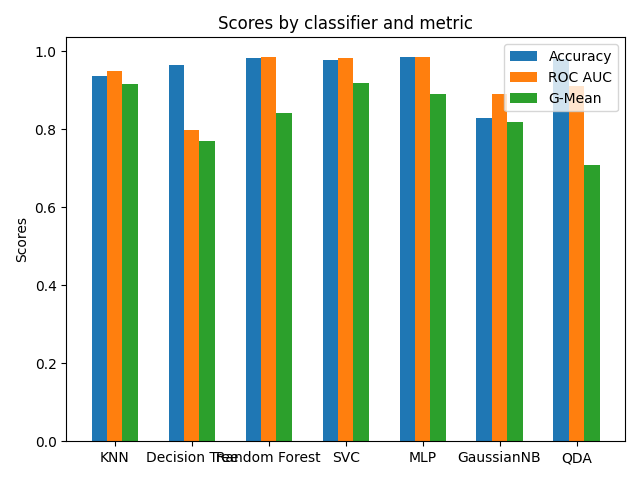 Scores by classifier and metric
Accuracy
ROC AUC
G-Mean
Scores
1.0
0.8
0.6
0.4
0.2
0.0
KNN
Decision Tree
Random Forest
SVC
MLP
GaussianNB
QDA